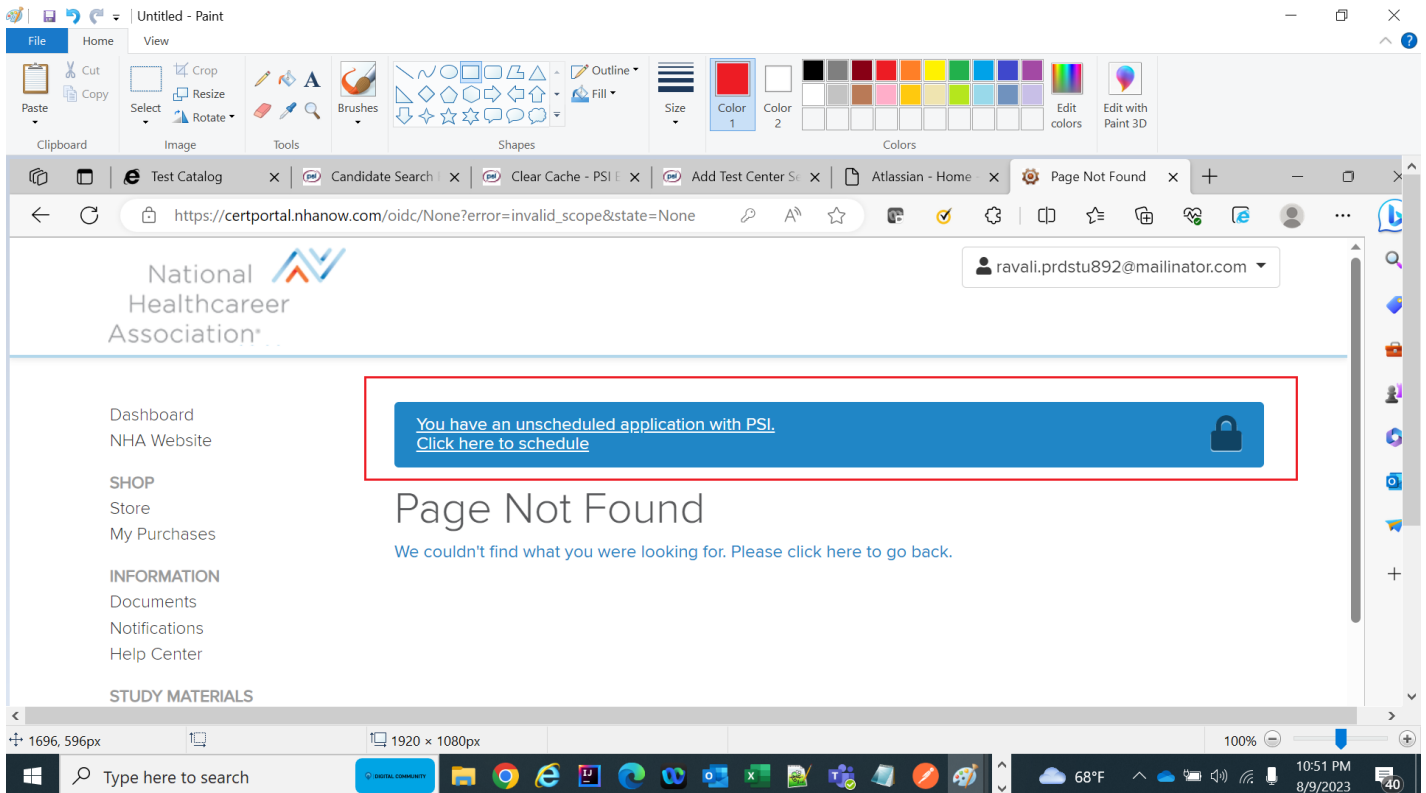 Untitled - Paint
File Home View
Paste
Cut
Copy
Clipboard
Select
Crop
Resize
Rotate
Image
Tools
Brushes
Shapes
Outline
Fill
Size
Color 1
Color 2
Edit colors
Colors
Edit with Paint 3D
Test Catalog
Candidate Search
Clear Cache - PSI
Add Test Center
Atlassian - Home
Page Not Found
https://certportal.nhanow.com/oidc/None?error=invalid_scope&state=None
National
Healthcareer
Association
ravali.prdstu892@mailinator.com
Dashboard
NHA Website
SHOP
Store
My Purchases
INFORMATION
Documents
Notifications
Help Center
STUDY MATERIALS
You have an unscheduled application with PSI.
Click here to schedule
Page Not Found
We couldn't find what you were looking for. Please click here to go back.
1696, 596px
1920 × 1080px
100%
Type here to search
DIGITAL COMMUNITY
68°F
10:51 PM
8/9/2023
40